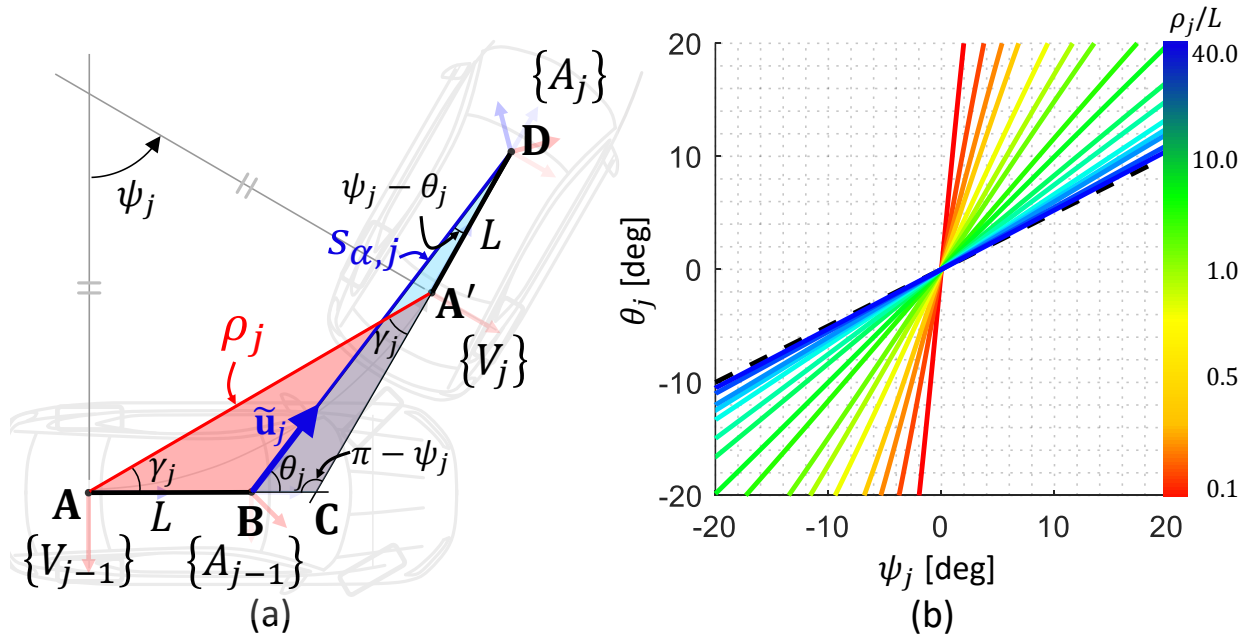 {A_j}
D
ψ_j
ψ_j − θ_j
L
s_{α,j}
A′
ρ_j
γ_j
{V_j}
ũ_j
γ_j
θ_j
π − ψ_j
A
L
B
C
{V_{j−1}}
{A_{j−1}}
(a)
ρ_j/L
20
40.0
10
10.0
θ_j [deg]
0
1.0
-10
0.5
-20
0.1
-20
-10
0
10
20
ψ_j [deg]
(b)